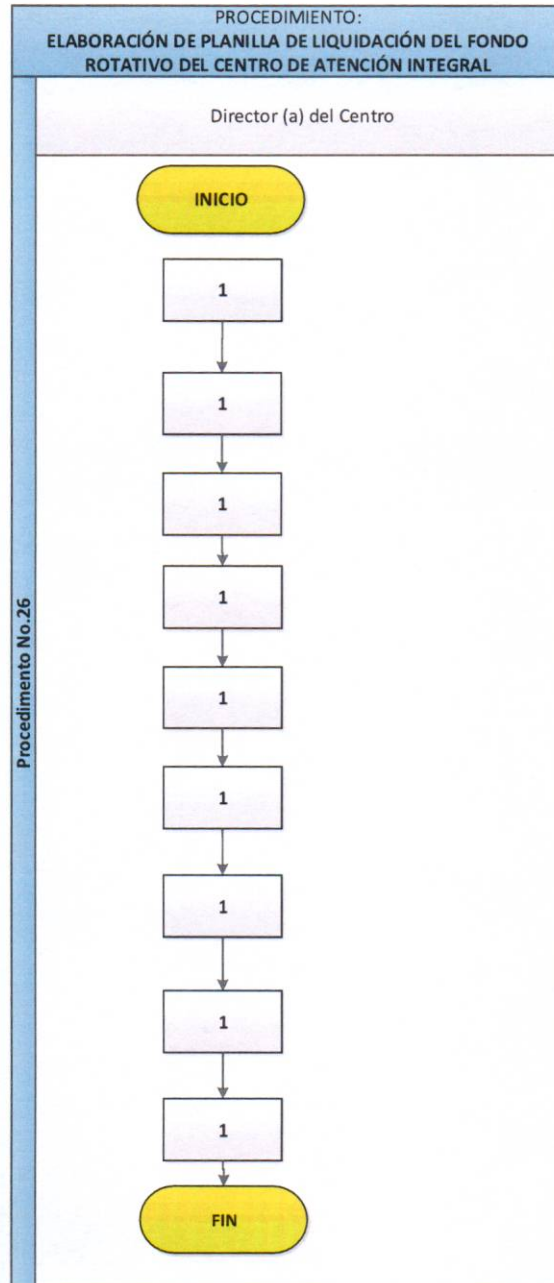 PROCEDIMIENTO:
ELABORACIÓN DE PLANILLA DE LIQUIDACIÓN DEL FONDO
ROTATIVO DEL CENTRO DE ATENCIÓN INTEGRAL
Director (a) del Centro
Procedimento No.26
INICIO
1
1
1
1
1
1
1
1
1
FIN